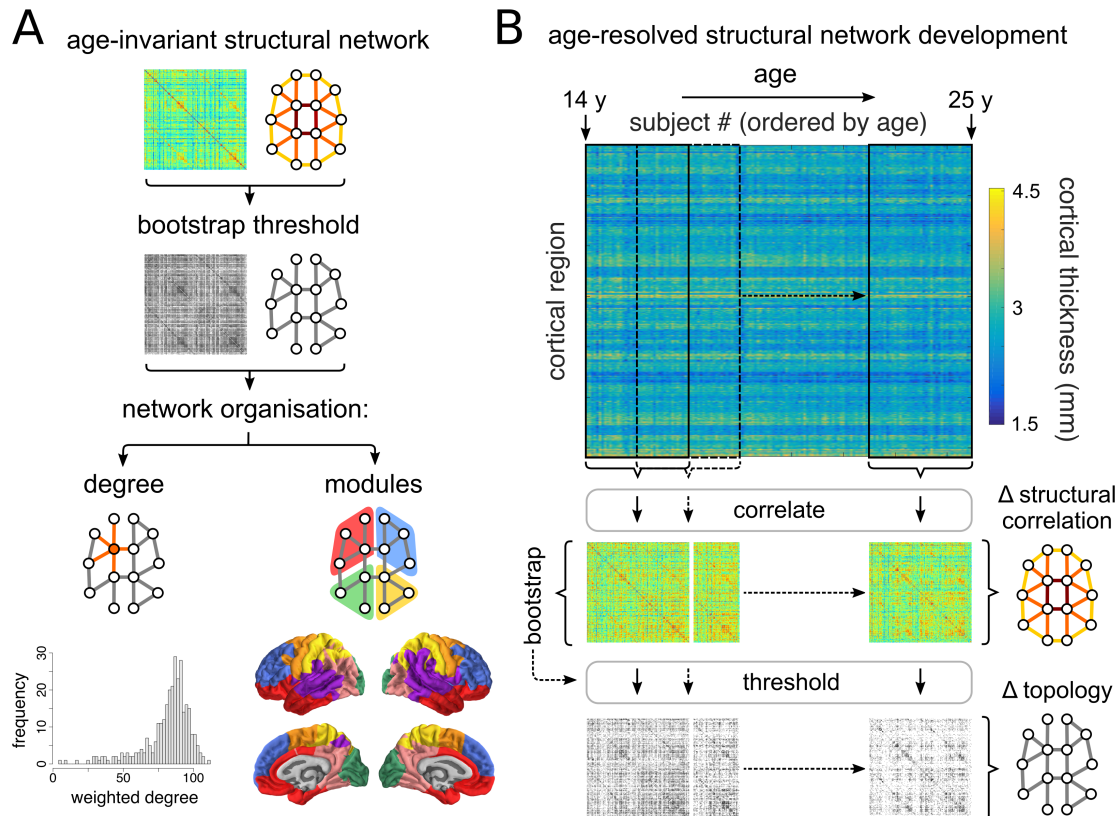 A
age-invariant structural network
bootstrap threshold
network organisation:
degree
modules
30
20
10
0
frequency
0
50
100
weighted degree
B
age-resolved structural network development
age
14 y
25 y
subject # (ordered by age)
cortical region
4.5
3
1.5
cortical thickness (mm)
correlate
Δ structural
correlation
bootstrap
threshold
Δ topology